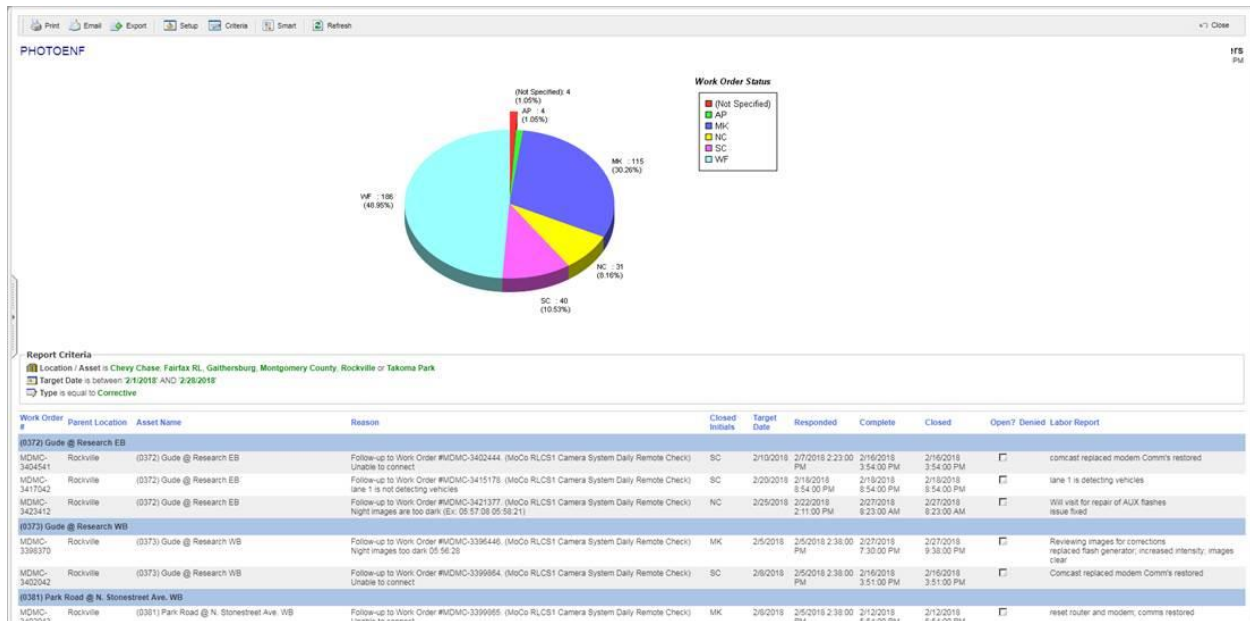 Print Email Export Setup Criteria Smart Refresh Close
PHOTOENF
PM
Work Order Status
(Not Specified)
AP
MK
NC
SC
WF
(Not Specified): 4
(1.05%)
AP : 4
(1.05%)
MK : 115
(30.26%)
WF : 186
(48.95%)
NC : 31
(8.16%)
SC : 40
(10.53%)
Report Criteria
Location / Asset is Chevy Chase, Fairfax RL, Gaithersburg, Montgomery County, Rockville or Takoma Park
Target Date is between '2/1/2018' AND '2/28/2018'
Type is equal to Corrective
Work Order # Parent Location Asset Name Reason Closed Initials Target Date Responded Complete Closed Open? Denied Labor Report
(0372) Gude @ Research EB
MDMC-3404541 Rockville (0372) Gude @ Research EB Follow-up to Work Order #MDMC-3402444. (MoCo RLCS1 Camera System Daily Remote Check) SC 2/10/2018 2/7/2018 2:23:00 PM 2/16/2018 3:54:00 PM 2/16/2018 3:54:00 PM comcast replaced modem Comm's restored
Unable to connect
MDMC-3417042 Rockville (0372) Gude @ Research EB Follow-up to Work Order #MDMC-3415178. (MoCo RLCS1 Camera System Daily Remote Check) SC 2/20/2018 2/18/2018 8:54:00 PM 2/18/2018 8:54:00 PM 2/18/2018 8:54:00 PM lane 1 is detecting vehicles
lane 1 is not detecting vehicles
MDMC-3423412 Rockville (0372) Gude @ Research EB Follow-up to Work Order #MDMC-3421377. (MoCo RLCS1 Camera System Daily Remote Check) NC 2/25/2018 2/22/2018 2:11:00 PM 2/27/2018 8:23:00 AM 2/27/2018 8:23:00 AM Will visit for repair of AUX flashes
Night images are too dark (Ex: 05:57:08 05:58:21) issue fixed
(0373) Gude @ Research WB
MDMC-3398370 Rockville (0373) Gude @ Research WB Follow-up to Work Order #MDMC-3396446. (MoCo RLCS1 Camera System Daily Remote Check) MK 2/5/2018 2/5/2018 2:38:00 PM 2/27/2018 7:30:00 PM 2/27/2018 9:38:00 PM Reviewing images for corrections
Night images too dark 05:56:28 replaced flash generator; increased intensity; images clear
MDMC-3402042 Rockville (0373) Gude @ Research WB Follow-up to Work Order #MDMC-3399864. (MoCo RLCS1 Camera System Daily Remote Check) SC 2/8/2018 2/5/2018 2:38:00 PM 2/16/2018 3:51:00 PM 2/16/2018 3:51:00 PM Comcast replaced modem Comm's restored
Unable to connect
(0381) Park Road @ N. Stonestreet Ave. WB
MDMC- Rockville (0381) Park Road @ N. Stonestreet Ave. WB Follow-up to Work Order #MDMC-3399865. (MoCo RLCS1 Camera System Daily Remote Check) MK 2/8/2018 2/5/2018 2:38:00 2/12/2018 2/12/2018 reset router and modem; comms restored